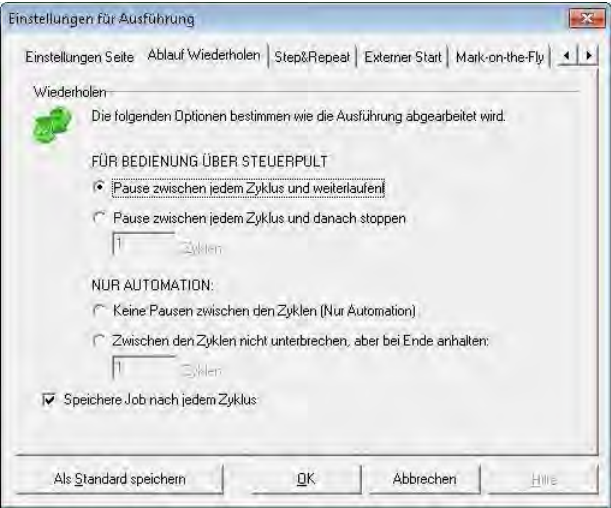 Einstellungen für Ausführung
Einstellungen Seite Ablauf Wiederholen Step&Repeat Externer Start Mark-on-the-Fly
Wiederholen
Die folgenden Optionen bestimmen wie die Ausführung abgearbeitet wird.
FÜR BEDIENUNG ÜBER STEUERPULT
Pause zwischen jedem Zyklus und weiterlaufen!
Pause zwischen jedem Zyklus und danach stoppen
1 Zyklen
NUR AUTOMATION:
Keine Pausen zwischen den Zyklen (Nur Automation)
Zwischen den Zyklen nicht unterbrechen, aber bei Ende anhalten:
1 Zyklen
Speichere Job nach jedem Zyklus
Als Standard speichern OK Abbrechen Hilfe